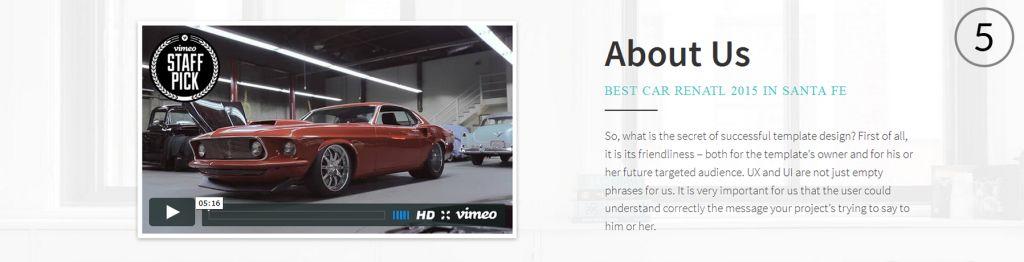 vimeo
STAFF
PICK
05:16
HD vimeo
About Us
BEST CAR RENATL 2015 IN SANTA FE
So, what is the secret of successful template design? First of all,
it is its friendliness – both for the template's owner and for his or
her future targeted audience. UX and UI are not just empty
phrases for us. It is very important for us that the user could
understand correctly the message your project's trying to say to
him or her.
5